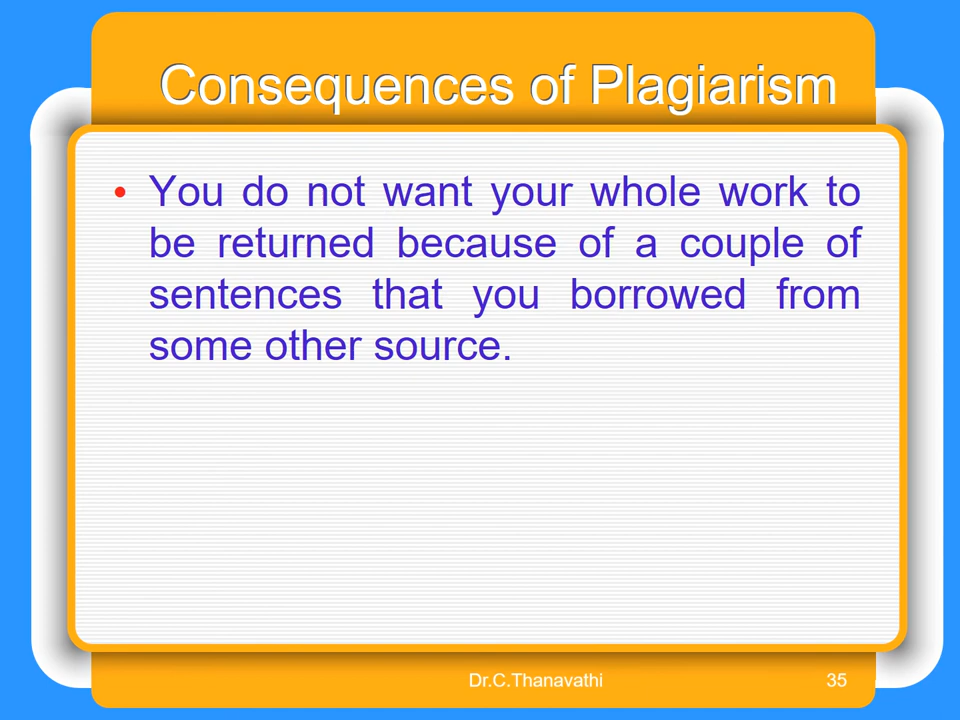 Consequences of Plagiarism
• You do not want your whole work to
be returned because of a couple of
sentences that you borrowed from
some other source.
Dr.C.Thanavathi
35